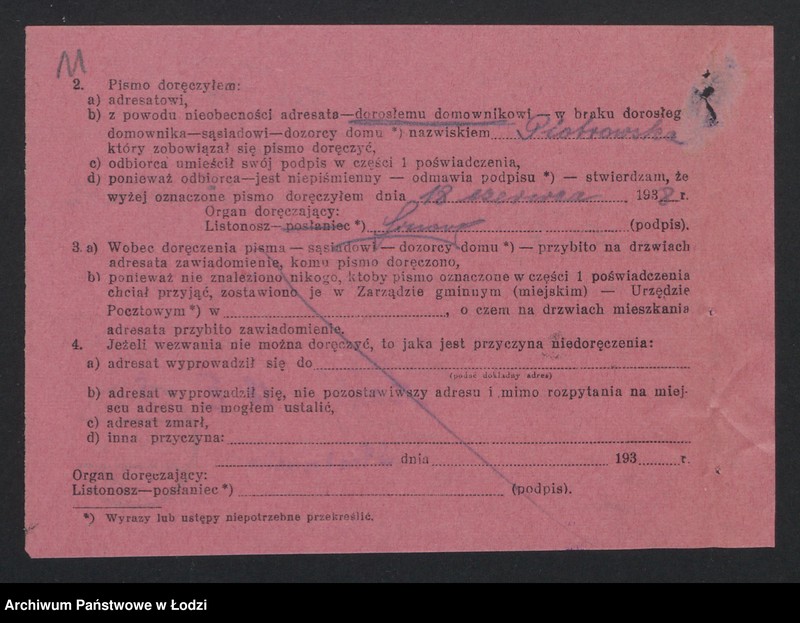 M
2. Pismo doręczyłem:
a) adresatowi,
b) z powodu nieobecności adresata—dorosłemu domownikowi — w braku dorosłeg
domownika—sąsiadowi—dozorcy domu *) nazwiskiem Piotrowska
który zobowiązał się pismo doręczyć,
c) odbiorca umieścił swój podpis w części 1 poświadczenia,
d) ponieważ odbiorca—jest niepiśmienny — odmawia podpisu *) — stwierdzam, że
wyżej oznaczone pismo doręczyłem dnia 18 czerwca 1938 r.
Organ doręczający:
Listonosz—posłaniec *) (podpis).
3. a) Wobec doręczenia pisma — sąsiadowi — dozorcy domu *) — przybito na drzwiach
adresata zawiadomienie, komu pismo doręczono,
b) ponieważ nie znaleziono nikogo, ktoby pismo oznaczone w części 1 poświadczenia
chciał przyjąć, zostawiono je w Zarządzie gminnym (miejskim) — Urzędzie
Pocztowym *) w , o czem na drzwiach mieszkania
adresata przybito zawiadomienie.
4. Jeżeli wezwania nie można doręczyć, to jaka jest przyczyna niedoręczenia:
a) adresat wyprowadził się do
(podać dokładny adres)
b) adresat wyprowadził się, nie pozostawiwszy adresu i mimo rozpytania na miej-
scu adresu nie mogłem ustalić,
c) adresat zmarł,
d) inna przyczyna:
dnia 193 r.
Organ doręczający:
Listonosz—posłaniec *) (podpis).
*) Wyrazy lub ustępy niepotrzebne przekreślić.
Archiwum Państwowe w Łodzi